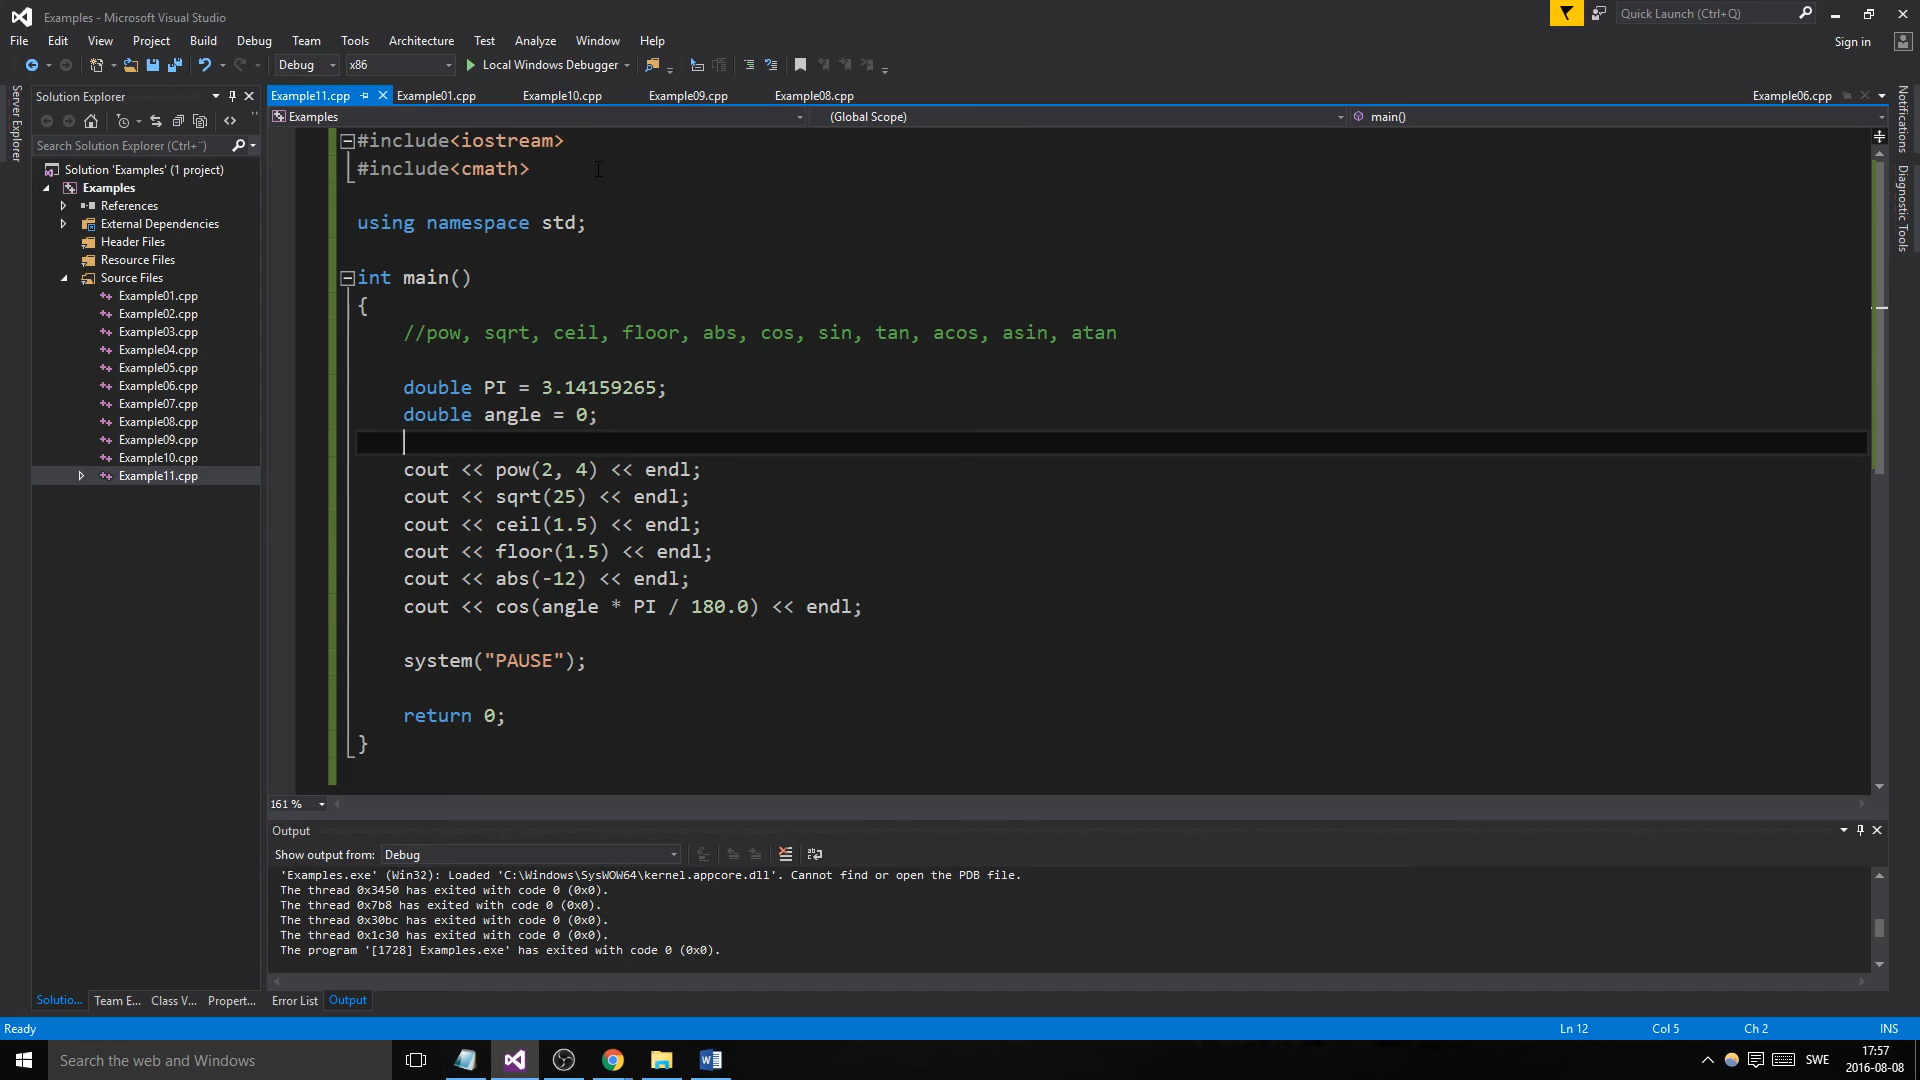 Examples - Microsoft Visual Studio
Quick Launch (Ctrl+Q)
File Edit View Project Build Debug Team Tools Architecture Test Analyze Window Help
Sign in
Debug x86 Local Windows Debugger
Server Explorer
Solution Explorer
Search Solution Explorer (Ctrl+¨)
Solution 'Examples' (1 project)
Examples
References
External Dependencies
Header Files
Resource Files
Source Files
Example01.cpp
Example02.cpp
Example03.cpp
Example04.cpp
Example05.cpp
Example06.cpp
Example07.cpp
Example08.cpp
Example09.cpp
Example10.cpp
Example11.cpp
Solutio... Team E... Class V... Propert...
Example11.cpp Example01.cpp Example10.cpp Example09.cpp Example08.cpp Example06.cpp
Examples (Global Scope) main()
#include<iostream>
#include<cmath>
using namespace std;
int main()
{
//pow, sqrt, ceil, floor, abs, cos, sin, tan, acos, asin, atan
double PI = 3.14159265;
double angle = 0;
cout << pow(2, 4) << endl;
cout << sqrt(25) << endl;
cout << ceil(1.5) << endl;
cout << floor(1.5) << endl;
cout << abs(-12) << endl;
cout << cos(angle * PI / 180.0) << endl;
system("PAUSE");
return 0;
}
161 %
Output
Show output from: Debug
'Examples.exe' (Win32): Loaded 'C:\Windows\SysWOW64\kernel.appcore.dll'. Cannot find or open the PDB file.
The thread 0x3450 has exited with code 0 (0x0).
The thread 0x7b8 has exited with code 0 (0x0).
The thread 0x30bc has exited with code 0 (0x0).
The thread 0x1c30 has exited with code 0 (0x0).
The program '[1728] Examples.exe' has exited with code 0 (0x0).
Error List Output
Notifications
Diagnostic Tools
Ready Ln 12 Col 5 Ch 2 INS
Search the web and Windows
SWE
17:57
2016-08-08